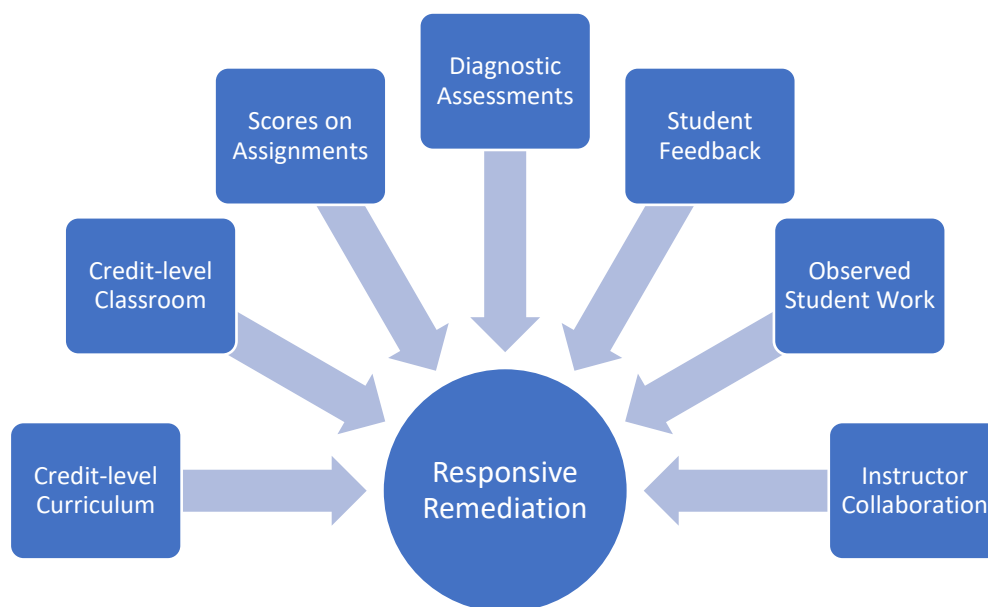 Diagnostic
Assessments
Scores on
Assignments
Student
Feedback
Credit-level
Classroom
Observed
Student Work
Credit-level
Curriculum
Responsive
Remediation
Instructor
Collaboration